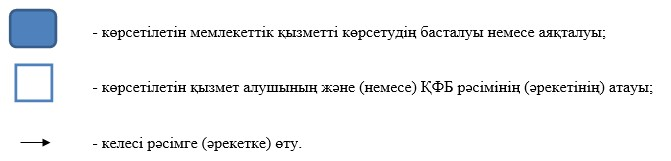 - көрсетілетін мемлекеттік қызметті көрсетудің басталуы немесе аяқталуы;
- көрсетілетін қызмет алушының және (немесе) ҚФБ рәсімінің (әрекетінің) атауы;
- келесі рәсімге (әрекетке) өту.